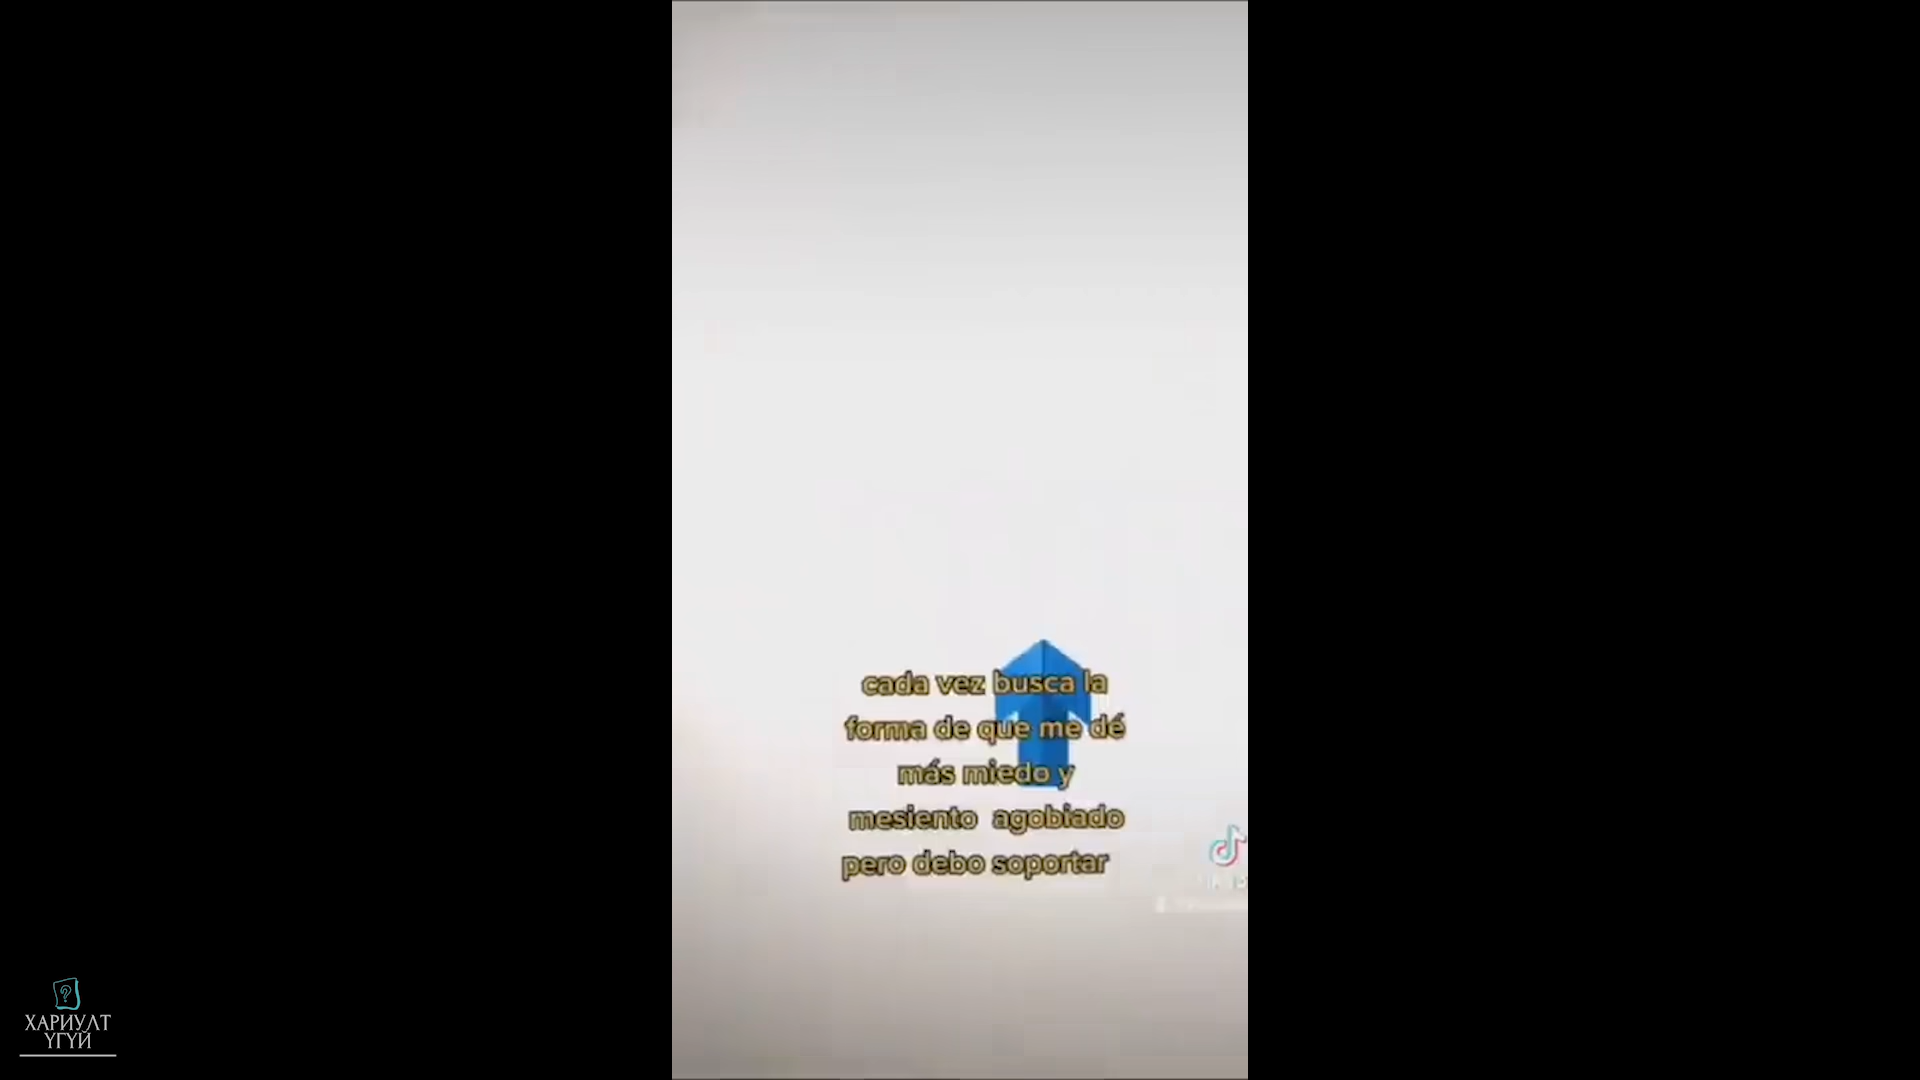 cada vez busca la
forma de que me dé
más miedo y
mesiento agobiado
pero debo soportar
ХАРИУЛТ
ҮГҮЙ